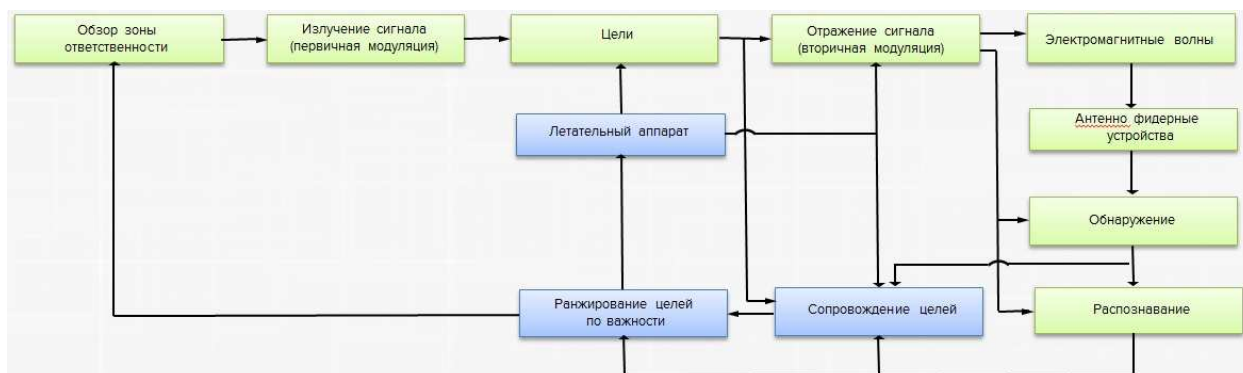 Обзор зоны
ответственности
Излучение сигнала
(первичная модуляция)
Цели
Отражение сигнала
(вторичная модуляция)
Электромагнитные волны
Летательный аппарат
Антенно фидерные
устройства
Обнаружение
Ранжирование целей
по важности
Сопровождение целей
Распознавание